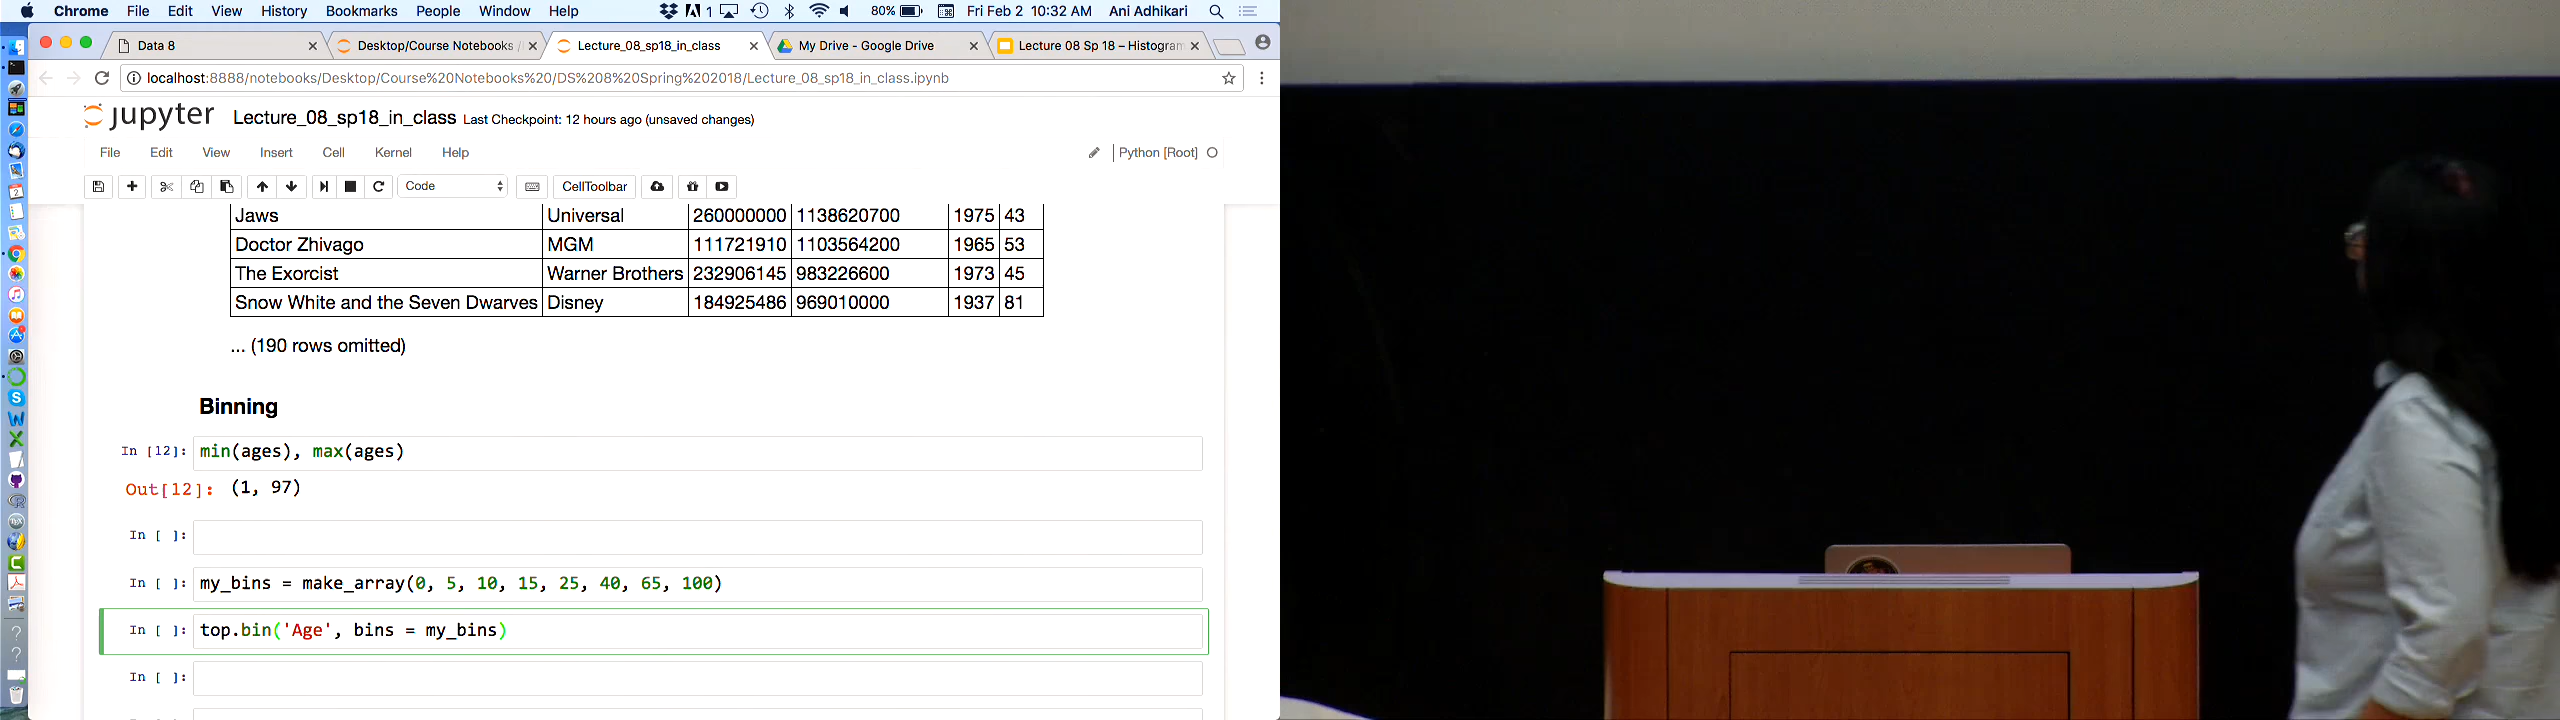 Chrome File Edit View History Bookmarks People Window Help 1 80% Fri Feb 2 10:32 AM Ani Adhikari
Data 8 Desktop/Course Notebooks / Lecture_08_sp18_in_class My Drive - Google Drive Lecture 08 Sp 18 – Histogram
localhost:8888/notebooks/Desktop/Course%20Notebooks%20/DS%208%20Spring%202018/Lecture_08_sp18_in_class.ipynb
jupyter Lecture_08_sp18_in_class Last Checkpoint: 12 hours ago (unsaved changes)
File Edit View Insert Cell Kernel Help Python [Root]
Code CellToolbar
Jaws Universal 260000000 1138620700 1975 43
Doctor Zhivago MGM 111721910 1103564200 1965 53
The Exorcist Warner Brothers 232906145 983226600 1973 45
Snow White and the Seven Dwarves Disney 184925486 969010000 1937 81
... (190 rows omitted)
Binning
In [12]: min(ages), max(ages)
Out[12]: (1, 97)
In [ ]:
In [ ]: my_bins = make_array(0, 5, 10, 15, 25, 40, 65, 100)
In [ ]: top.bin('Age', bins = my_bins)
In [ ]: